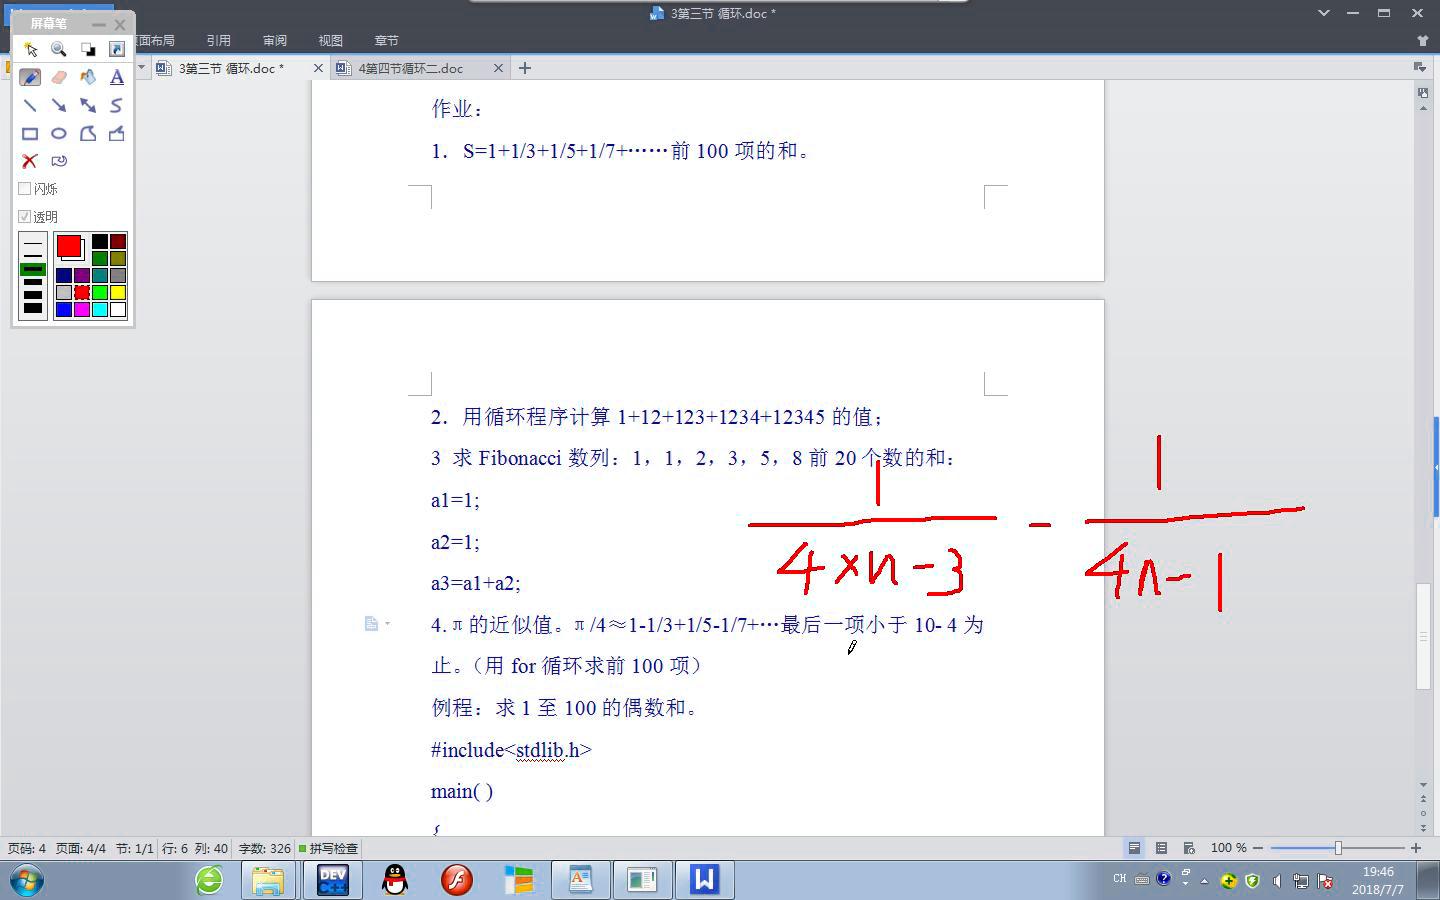 3第三节 循环.doc *
屏幕笔
页面布局 引用 审阅 视图 章节
3第三节 循环.doc * 4第四节循环二.doc
闪烁
透明
作业：
1．S=1+1/3+1/5+1/7+……前 100 项的和。
2．用循环程序计算 1+12+123+1234+12345 的值；
3 求 Fibonacci 数列：1，1，2，3，5，8 前 20 个数的和：
a1=1;
a2=1;
a3=a1+a2;
1 1
— - —
4×n-3 4n-1
4. π 的近似值。π /4≈1-1/3+1/5-1/7+…最后一项小于 10- 4 为
止。（用 for 循环求前 100 项）
例程：求 1 至 100 的偶数和。
#include<stdlib.h>
main( )
{
页码: 4 页面: 4/4 节: 1/1 行: 6 列: 40 字数: 326 拼写检查 100 %
DEV C++ CH 19:46
2018/7/7